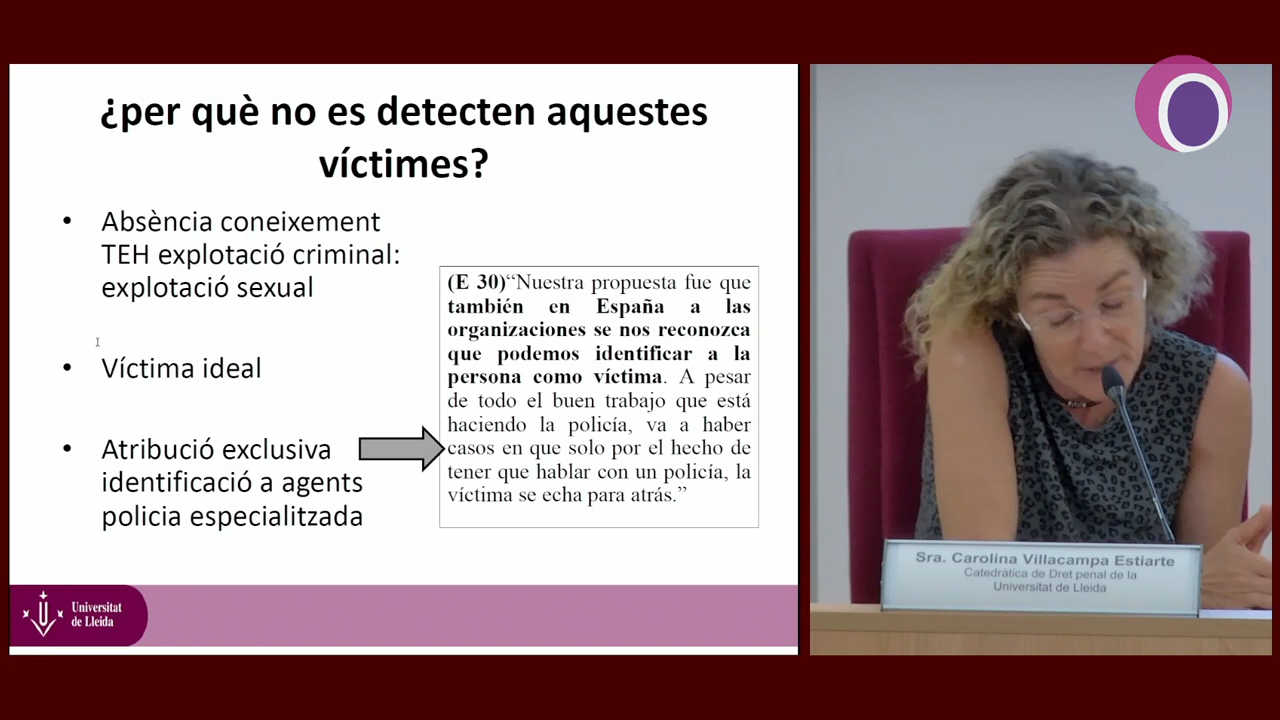 ¿per què no es detecten aquestes
víctimes?
• Absència coneixement
TEH explotació criminal:
explotació sexual
• Víctima ideal
• Atribució exclusiva
identificació a agents
policia especialitzada
(E 30)“Nuestra propuesta fue que
también en España a las
organizaciones se nos reconozca
que podemos identificar a la
persona como víctima. A pesar
de todo el buen trabajo que está
haciendo la policía, va a haber
casos en que solo por el hecho de
tener que hablar con un policía, la
víctima se echa para atrás.”
Universitat
de Lleida
Sra. Carolina Villacampa Estiarte
Catedràtica de Dret penal de la
Universitat de Lleida